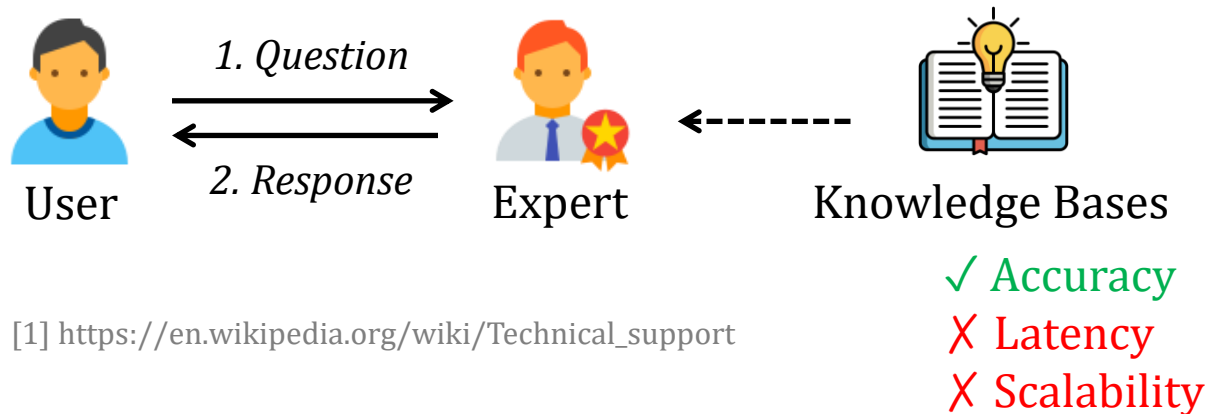 1. Question
2. Response
User
Expert
Knowledge Bases
✓ Accuracy
✗ Latency
✗ Scalability
[1] https://en.wikipedia.org/wiki/Technical_support